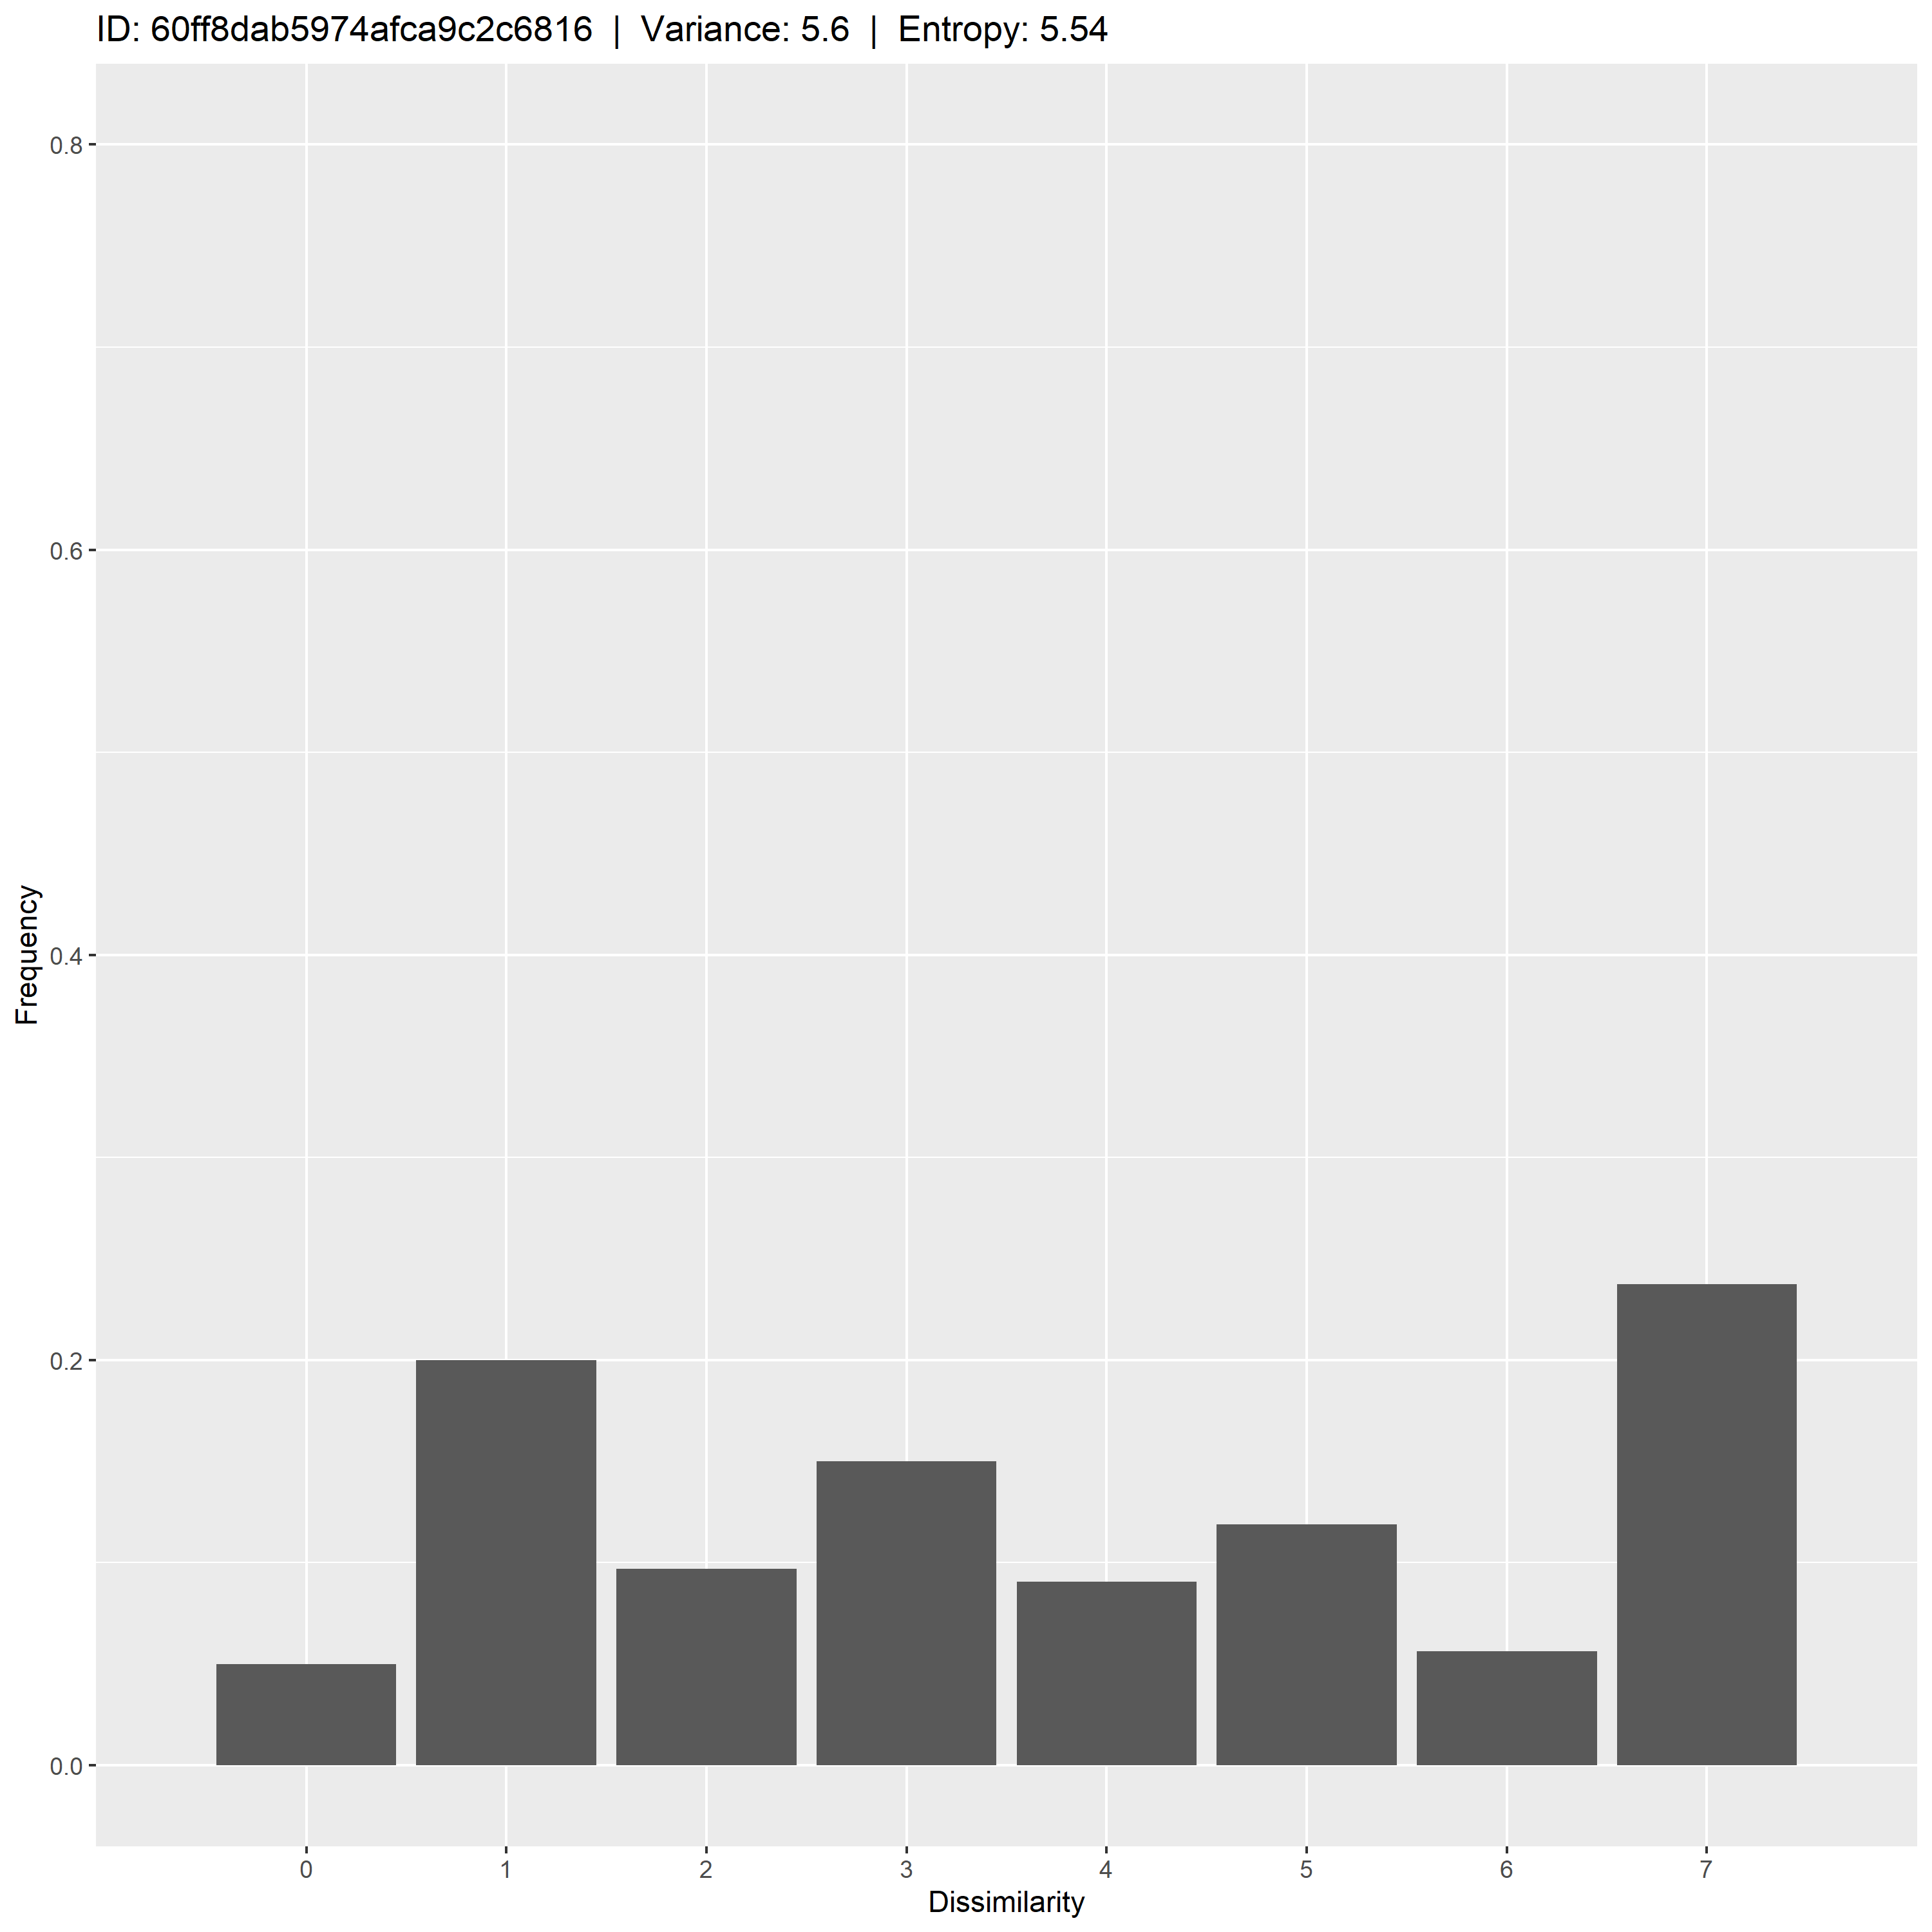 ID: 60ff8dab5974afca9c2c6816 | Variance: 5.6 | Entropy: 5.54
0.8
0.6
0.4
0.2
0.0
Frequency
0 1 2 3 4 5 6 7
Dissimilarity